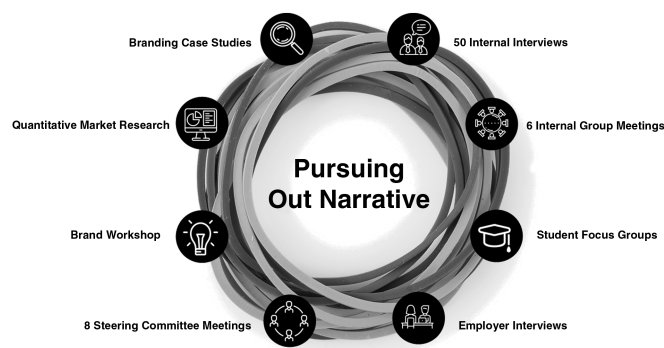 Branding Case Studies
50 Internal Interviews
Quantitative Market Research
6 Internal Group Meetings
Pursuing
Out Narrative
Brand Workshop
Student Focus Groups
8 Steering Committee Meetings
Employer Interviews